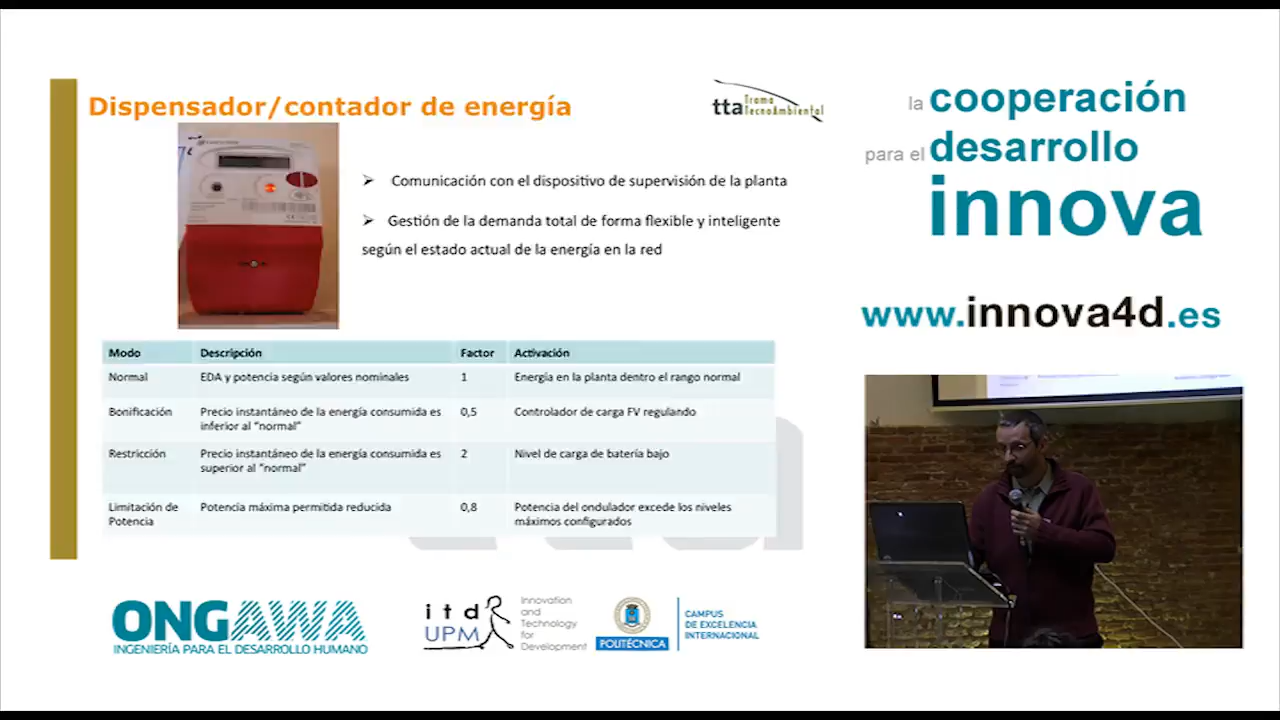 Dispensador/contador de energía
tta Trama
TecnoAmbiental
➢ Comunicación con el dispositivo de supervisión de la planta
➢ Gestión de la demanda total de forma flexible y inteligente
según el estado actual de la energía en la red
Modo Descripción Factor Activación
Normal EDA y potencia según valores nominales 1 Energía en la planta dentro el rango normal
Bonificación Precio instantáneo de la energía consumida es
inferior al “normal” 0,5 Controlador de carga FV regulando
Restricción Precio instantáneo de la energía consumida es
superior al “normal” 2 Nivel de carga de batería bajo
Limitación de
Potencia Potencia máxima permitida reducida 0,8 Potencia del ondulador excede los niveles
máximos configurados
la cooperación
para el desarrollo
innova
www.innova4d.es
ONGAWA
INGENIERÍA PARA EL DESARROLLO HUMANO
itd
UPM
Innovation
and
Technology
for
Development
POLITÉCNICA
CAMPUS
DE EXCELENCIA
INTERNACIONAL